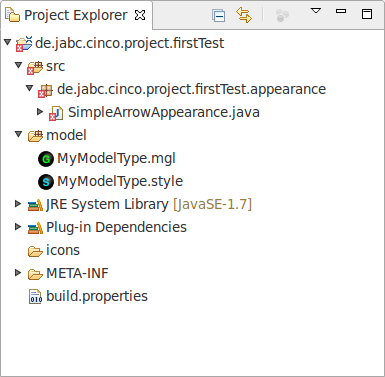 Project Explorer
de.jabc.cinco.project.firstTest
src
de.jabc.cinco.project.firstTest.appearance
SimpleArrowAppearance.java
model
MyModelType.mgl
MyModelType.style
JRE System Library [JavaSE-1.7]
Plug-in Dependencies
icons
META-INF
build.properties